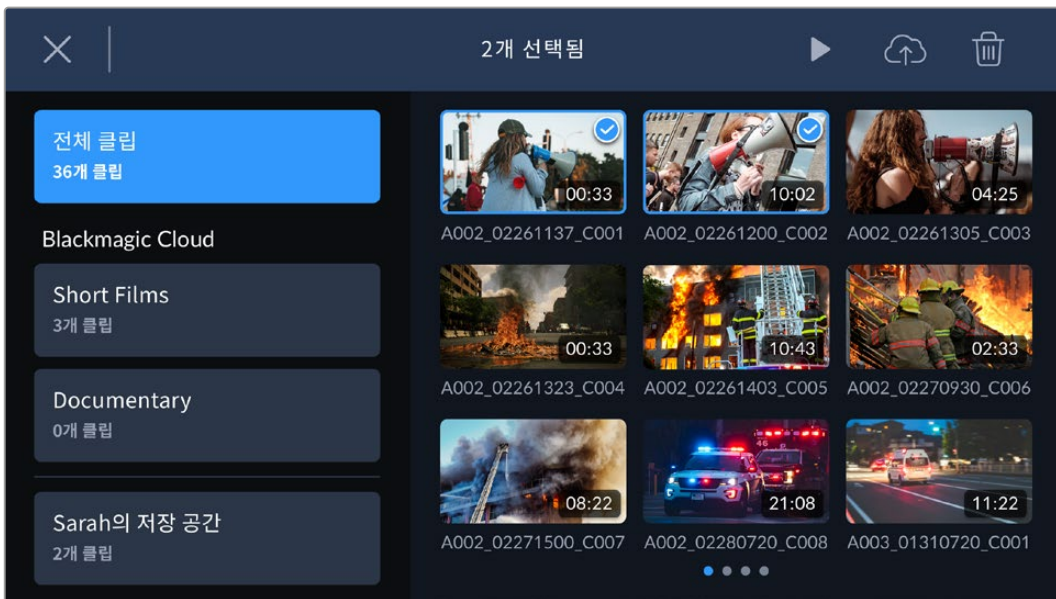 2개 선택됨
전체 클립
36개 클립
Blackmagic Cloud
Short Films
3개 클립
Documentary
0개 클립
Sarah의 저장 공간
2개 클립
00:33
10:02
04:25
A002_02261137_C001
A002_02261200_C002
A002_02261305_C003
00:33
10:43
02:33
A002_02261323_C004
A002_02261403_C005
A002_02270930_C006
08:22
21:08
11:22
A002_02271500_C007
A002_02280720_C008
A003_01310720_C001